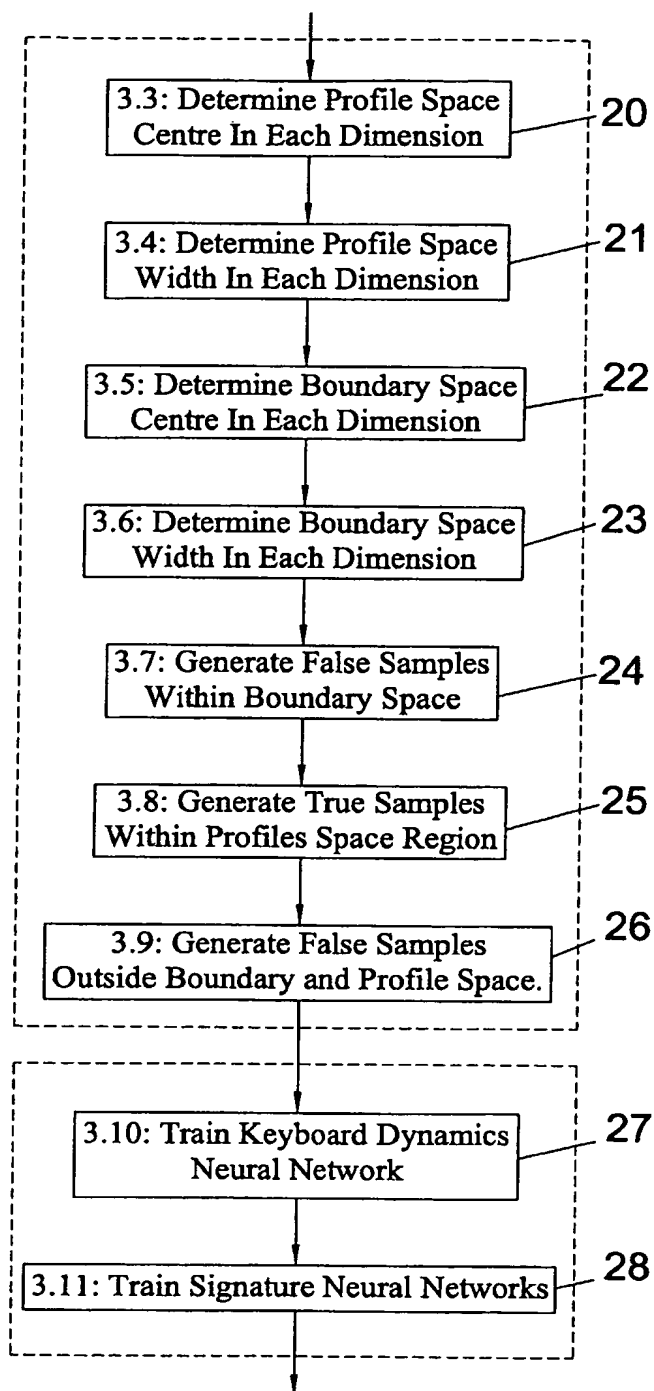 3.3: Determine Profile Space
Centre In Each Dimension
20
3.4: Determine Profile Space
Width In Each Dimension
21
3.5: Determine Boundary Space
Centre In Each Dimension
22
3.6: Determine Boundary Space
Width In Each Dimension
23
3.7: Generate False Samples
Within Boundary Space
24
3.8: Generate True Samples
Within Profiles Space Region
25
3.9: Generate False Samples
Outside Boundary and Profile Space.
26
3.10: Train Keyboard Dynamics
Neural Network
27
3.11: Train Signature Neural Networks
28